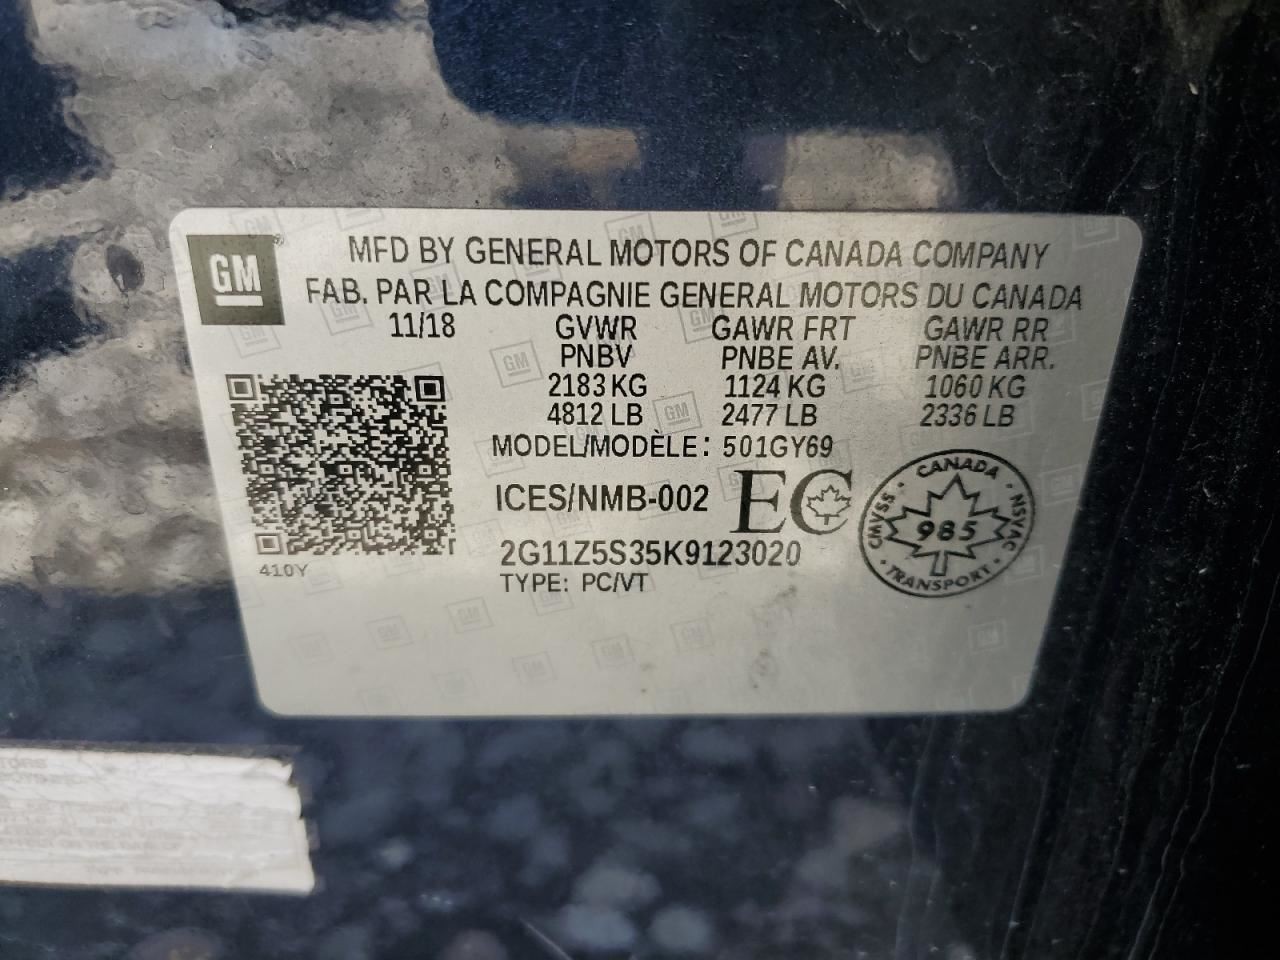 GM
MFD BY GENERAL MOTORS OF CANADA COMPANY
FAB. PAR LA COMPAGNIE GENERAL MOTORS DU CANADA
11/18 GVWR GAWR FRT GAWR RR
PNBV PNBE AV. PNBE ARR.
2183 KG 1124 KG 1060 KG
4812 LB 2477 LB 2336 LB
MODEL/MODÈLE: 501GY69
ICES/NMB-002 EC
CANADA
CMVSS · 985 · NSVAC
TRANSPORT
2G11Z5S35K9123020
410Y
TYPE: PC/VT